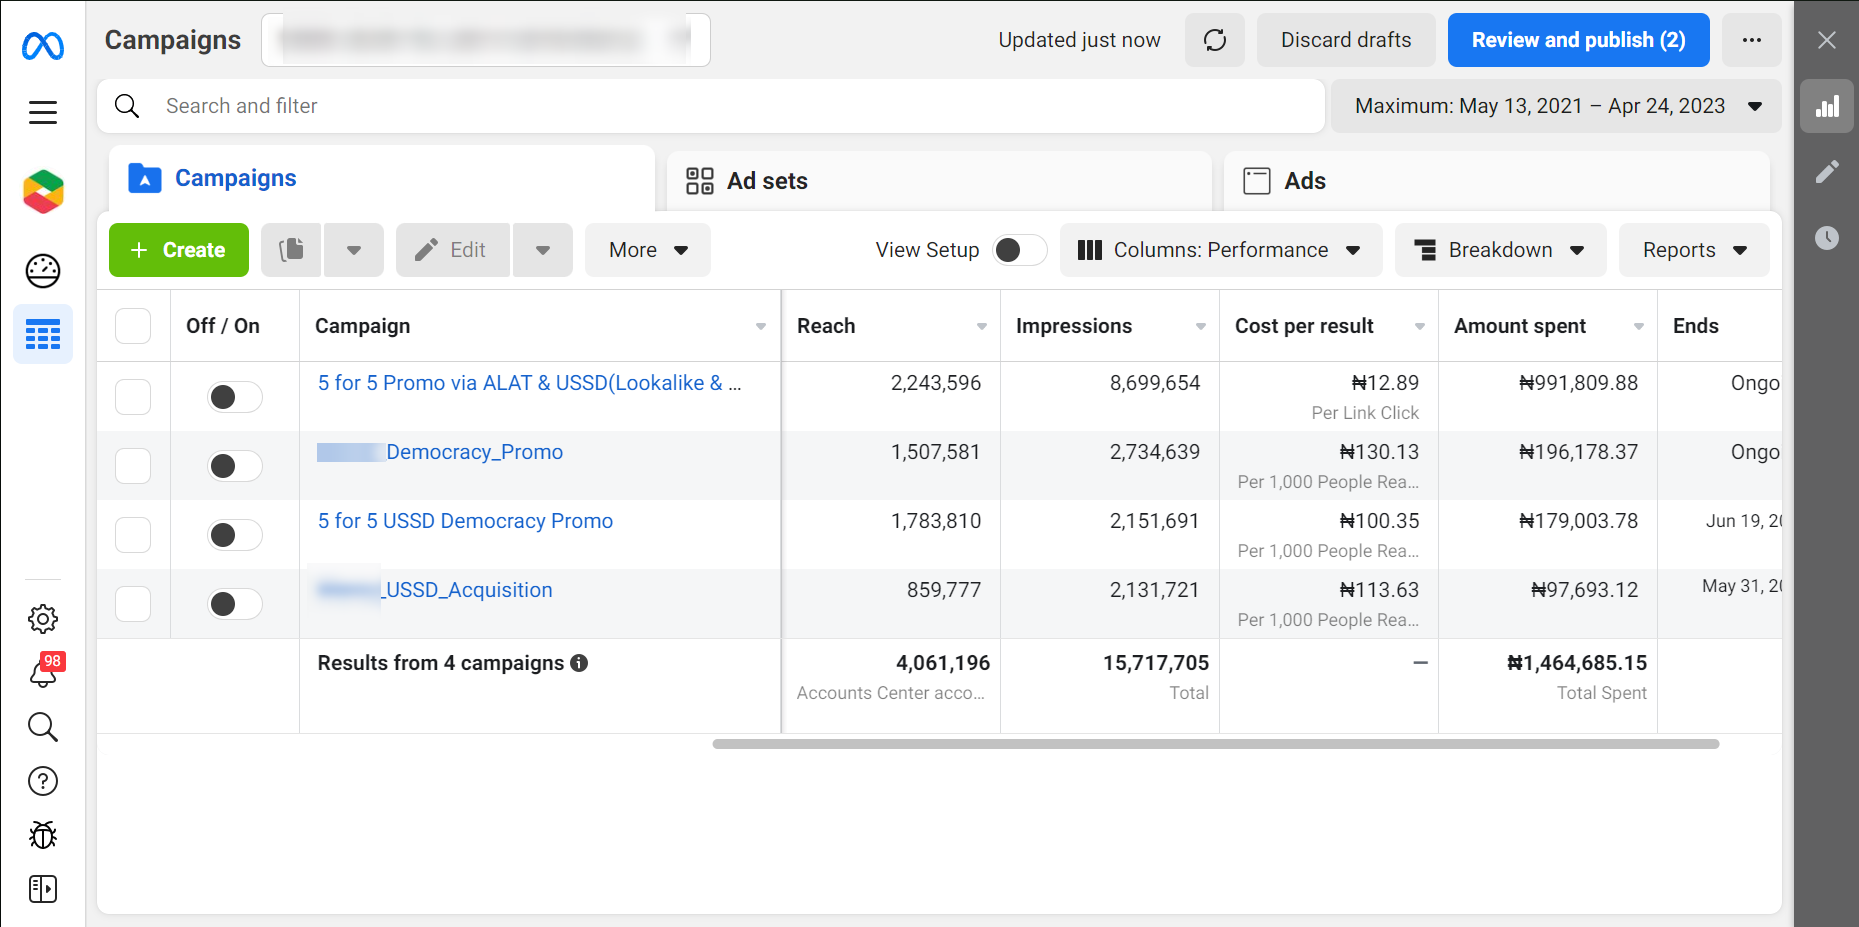 Campaigns
Updated just now
Discard drafts
Review and publish (2)
Search and filter
Maximum: May 13, 2021 – Apr 24, 2023
Campaigns
Ad sets
Ads
+ Create
Edit
More
View Setup
Columns: Performance
Breakdown
Reports
Off / On
Campaign
Reach
Impressions
Cost per result
Amount spent
Ends
5 for 5 Promo via ALAT & USSD(Lookalike & ...
2,243,596
8,699,654
₦12.89
Per Link Click
₦991,809.88
Ongo
Democracy_Promo
1,507,581
2,734,639
₦130.13
Per 1,000 People Rea...
₦196,178.37
Ongo
5 for 5 USSD Democracy Promo
1,783,810
2,151,691
₦100.35
Per 1,000 People Rea...
₦179,003.78
Jun 19, 20
_USSD_Acquisition
859,777
2,131,721
₦113.63
Per 1,000 People Rea...
₦97,693.12
May 31, 20
Results from 4 campaigns
4,061,196
Accounts Center acco...
15,717,705
Total
—
₦1,464,685.15
Total Spent
98